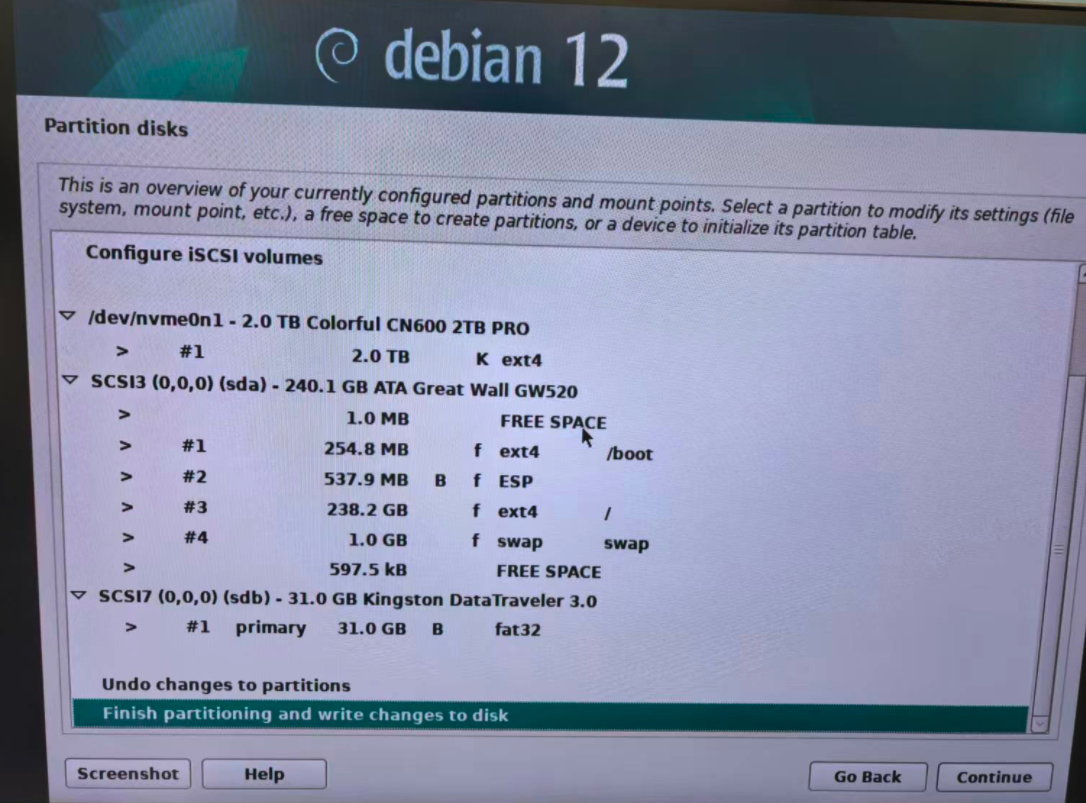 debian 12
Partition disks
This is an overview of your currently configured partitions and mount points. Select a partition to modify its settings (file
system, mount point, etc.), a free space to create partitions, or a device to initialize its partition table.
Configure iSCSI volumes
/dev/nvme0n1 - 2.0 TB Colorful CN600 2TB PRO
> #1 2.0 TB K ext4
SCSI3 (0,0,0) (sda) - 240.1 GB ATA Great Wall GW520
> 1.0 MB FREE SPACE
> #1 254.8 MB f ext4 /boot
> #2 537.9 MB B f ESP
> #3 238.2 GB f ext4 /
> #4 1.0 GB f swap swap
> 597.5 kB FREE SPACE
SCSI7 (0,0,0) (sdb) - 31.0 GB Kingston DataTraveler 3.0
> #1 primary 31.0 GB B fat32
Undo changes to partitions
Finish partitioning and write changes to disk
Screenshot Help Go Back Continue